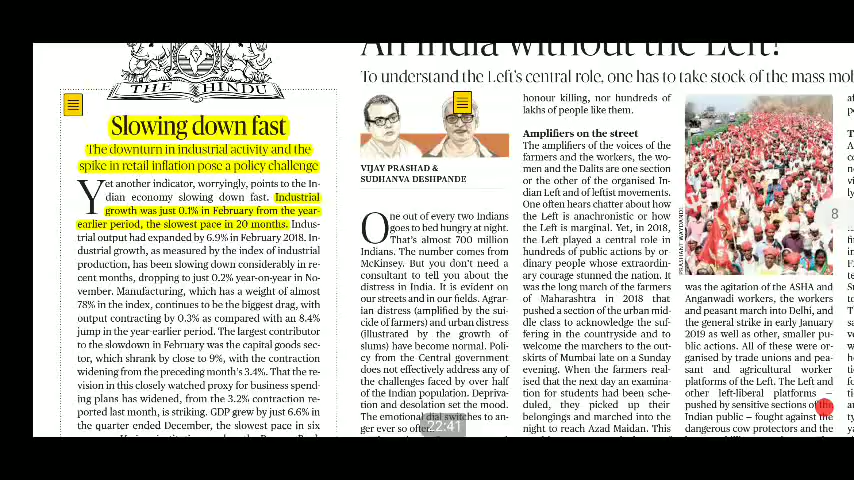 An India without the Left?
To understand the Left's central role, one has to take stock of the mass mo
THE HINDU
Slowing down fast
The downturn in industrial activity and the
spike in retail inflation pose a policy challenge
Yet another indicator, worryingly, points to the In-
dian economy slowing down fast. Industrial
growth was just 0.1% in February from the year-
earlier period, the slowest pace in 20 months. Indus-
trial output had expanded by 6.9% in February 2018. In-
dustrial growth, as measured by the index of industrial
production, has been slowing down considerably in re-
cent months, dropping to just 0.2% year-on-year in No-
vember. Manufacturing, which has a weight of almost
78% in the index, continues to be the biggest drag, with
output contracting by 0.3% as compared with an 8.4%
jump in the year-earlier period. The largest contributor
to the slowdown in February was the capital goods sec-
tor, which shrank by close to 9%, with the contraction
widening from the preceding month's 3.4%. That the re-
vision in this closely watched proxy for business spend-
ing plans has widened, from the 3.2% contraction re-
ported last month, is striking. GDP grew by just 6.6% in
the quarter ended December, the slowest pace in six
VIJAY PRASHAD &
SUDHANVA DESHPANDE
One out of every two Indians
goes to bed hungry at night.
That's almost 700 million
Indians. The number comes from
McKinsey. But you don't need a
consultant to tell you about the
distress in India. It is evident on
our streets and in our fields. Agrar-
ian distress (amplified by the sui-
cide of farmers) and urban distress
(illustrated by the growth of
slums) have become normal. Poli-
cy from the Central government
does not effectively address any of
the challenges faced by over half
of the Indian population. Depriva-
tion and desolation set the mood.
The emotional dial switches to an-
ger ever so often.
honour killing, nor hundreds of
lakhs of people like them.
Amplifiers on the street
The amplifiers of the voices of the
farmers and the workers, the wo-
men and the Dalits are one section
or the other of the organised In-
dian Left and of leftist movements.
One often hears chatter about how
the Left is anachronistic or how
the Left is marginal. Yet, in 2018,
the Left played a central role in
hundreds of public actions by or-
dinary people whose extraordin-
ary courage stunned the nation. It
was the long march of the farmers
of Maharashtra in 2018 that
pushed a section of the urban mid-
dle class to acknowledge the suf-
fering in the countryside and to
welcome the marchers to the out-
skirts of Mumbai late on a Sunday
evening. When the farmers real-
ised that the next day an examina-
tion for students had been sche-
duled, they picked up their
belongings and marched into the
night to reach Azad Maidan. This
PRASHANT WAYDANDE
was the agitation of the ASHA and
Anganwadi workers, the workers
and peasant march into Delhi, and
the general strike in early January
2019 as well as other, smaller pu-
blic actions. All of these were or-
ganised by trade unions and pea-
sant and agricultural worker
platforms of the Left. The Left and
other left-liberal platforms –
pushed by sensitive sections of the
Indian public – fought against the
dangerous cow protectors and the
8
22:41